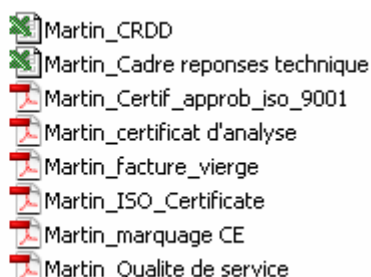 Martin_CRDD
Martin_Cadre reponses technique
Martin_Certif_approb_iso_9001
Martin_certificat d'analyse
Martin_facture_vierge
Martin_ISO_Certificate
Martin_marquage CE
Martin_Qualite de service